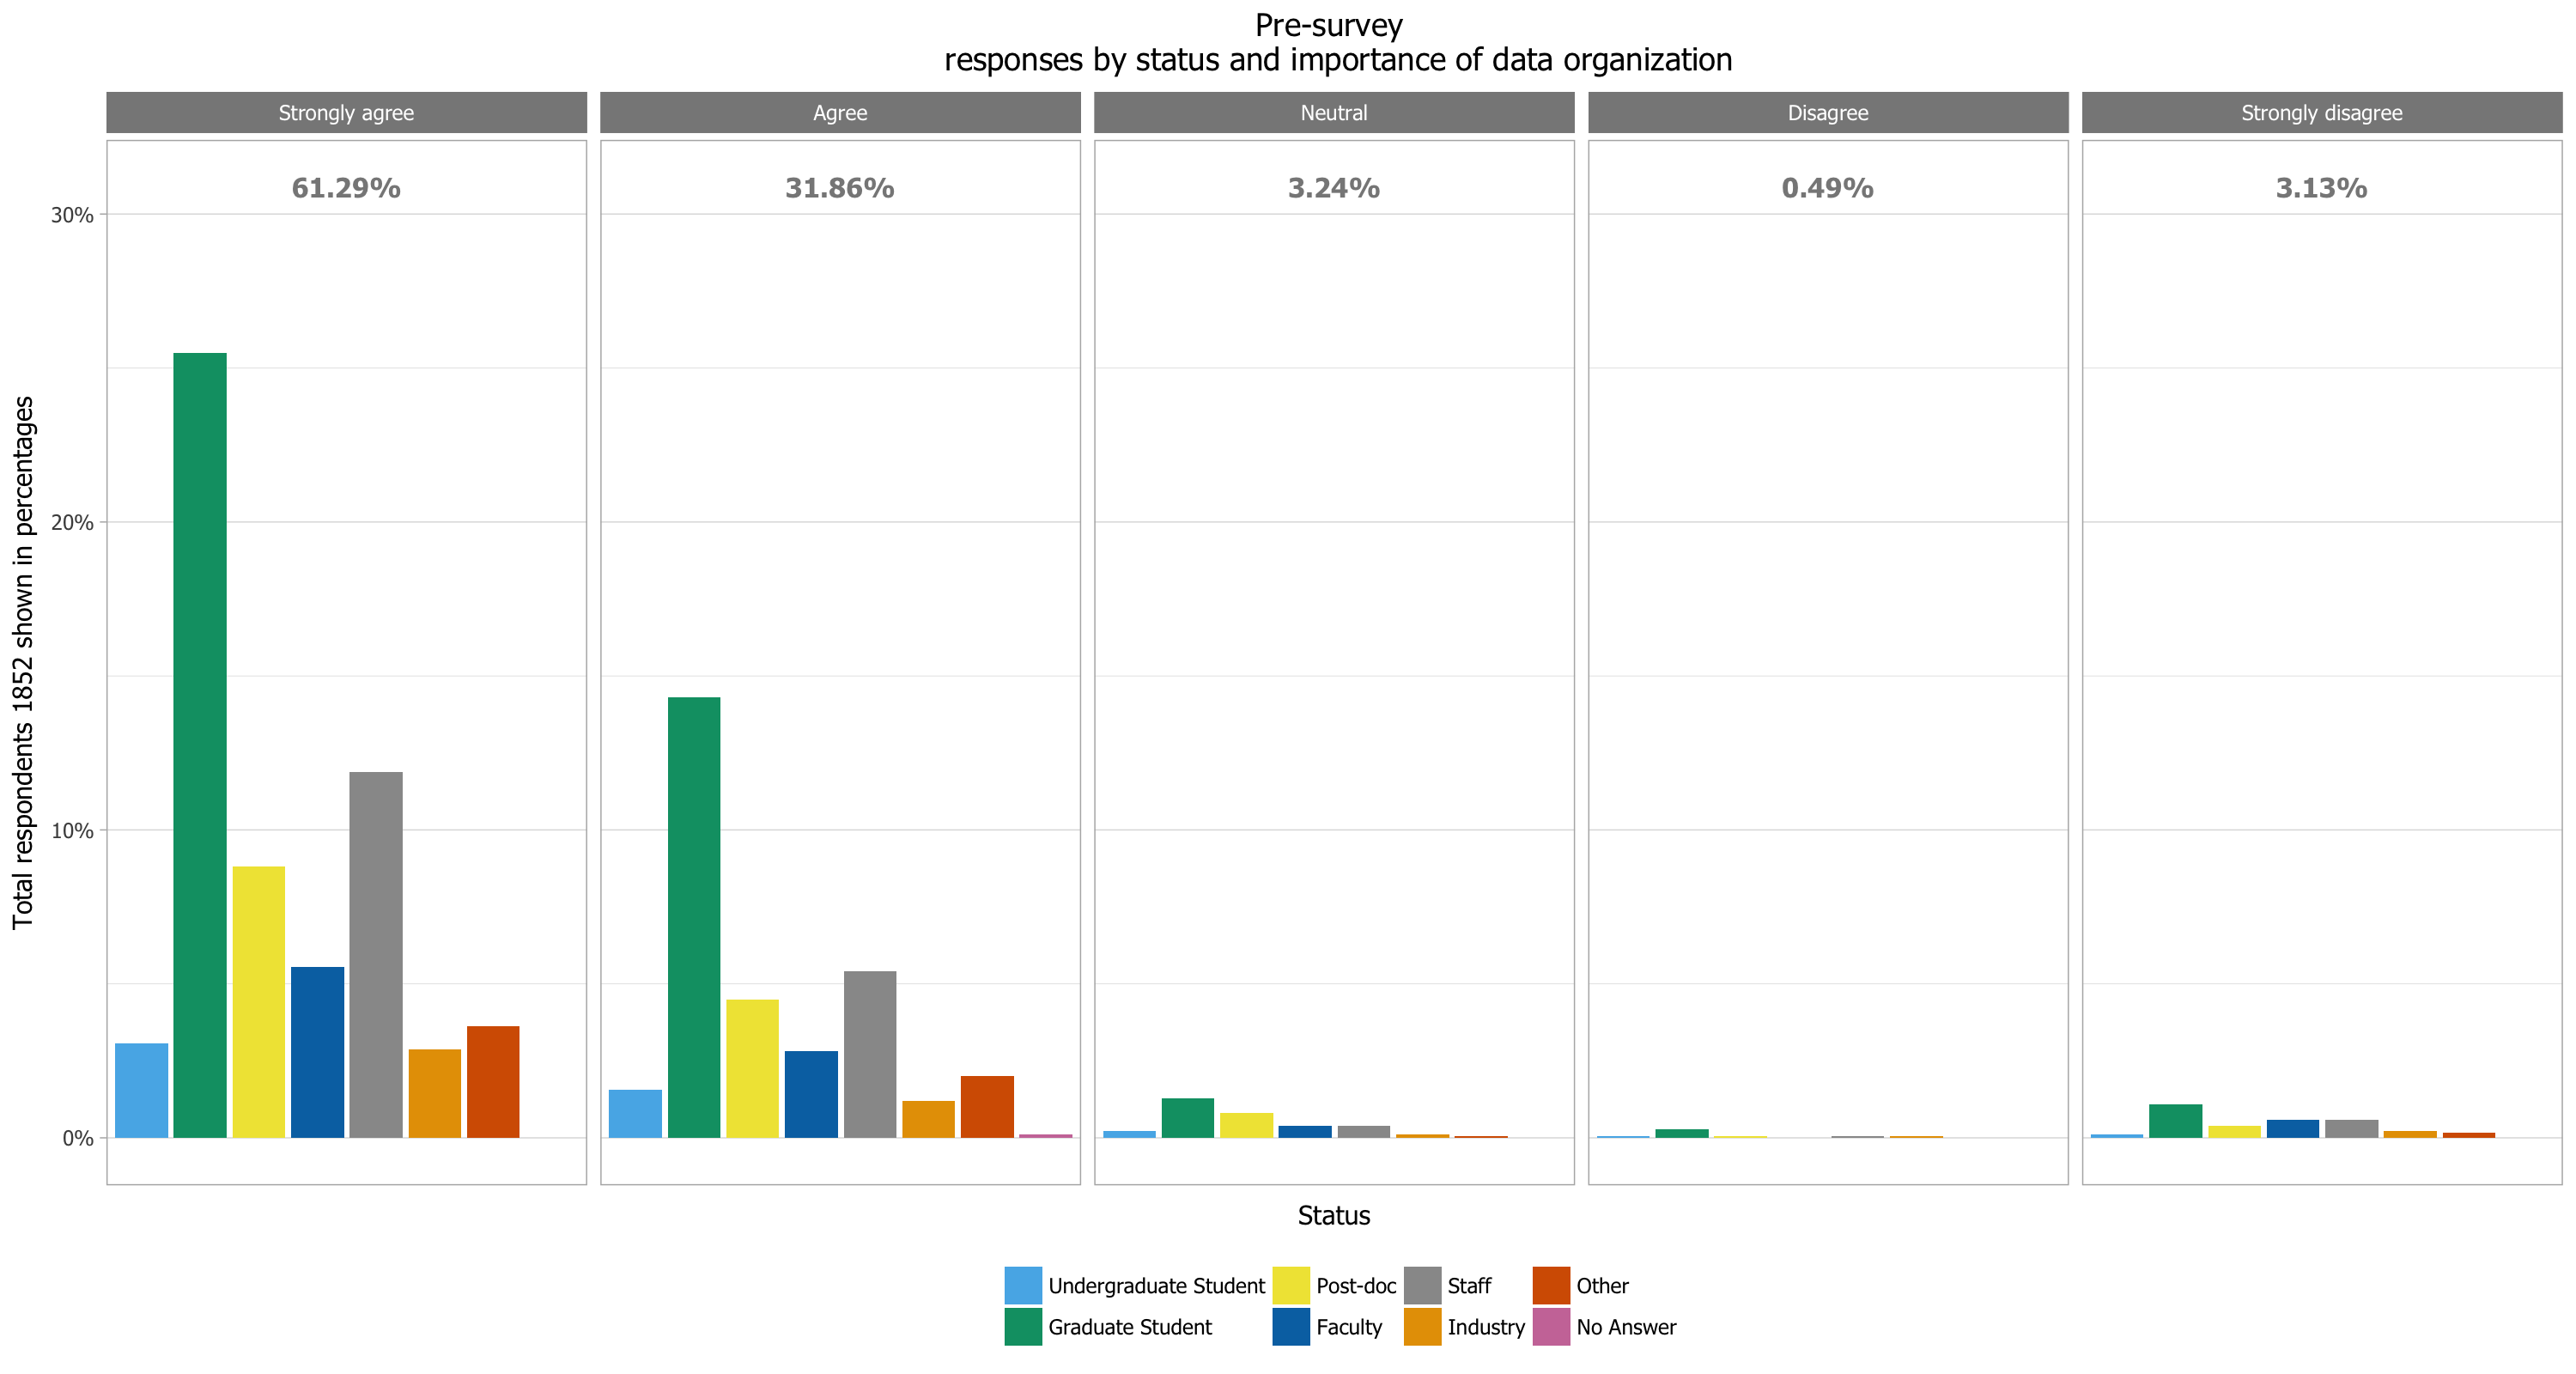 Pre-survey
responses by status and importance of data organization
Strongly agree
Agree
Neutral
Disagree
Strongly disagree
61.29%
31.86%
3.24%
0.49%
3.13%
30%
20%
10%
0%
Total respondents 1852 shown in percentages
Status
Undergraduate Student
Post-doc
Staff
Other
Graduate Student
Faculty
Industry
No Answer